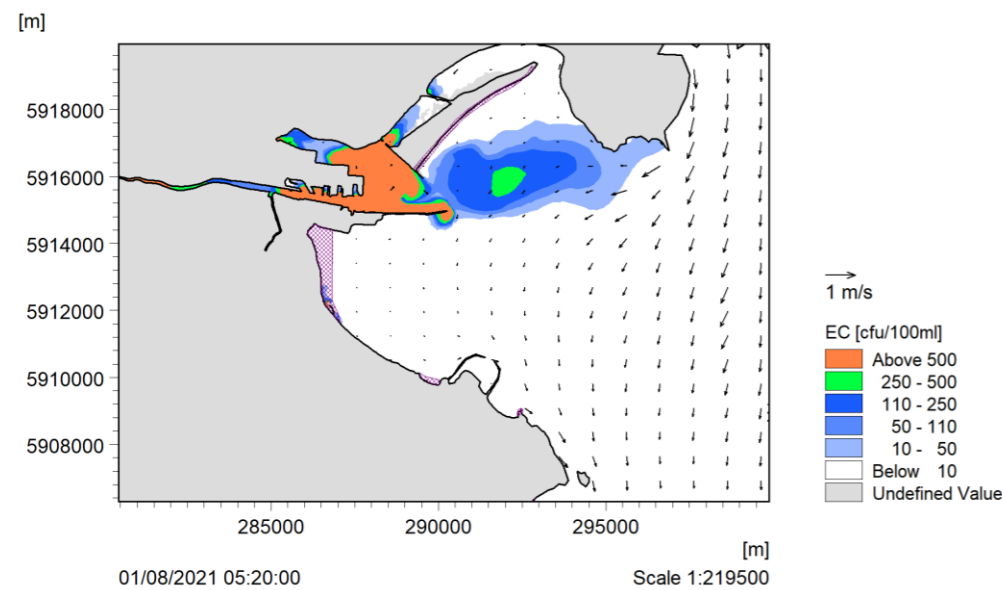 [m]
5918000
5916000
5914000
5912000
5910000
5908000
285000
290000
295000
[m]
01/08/2021 05:20:00
Scale 1:219500
1 m/s
EC [cfu/100ml]
Above 500
250 - 500
110 - 250
50 - 110
10 - 50
Below 10
Undefined Value